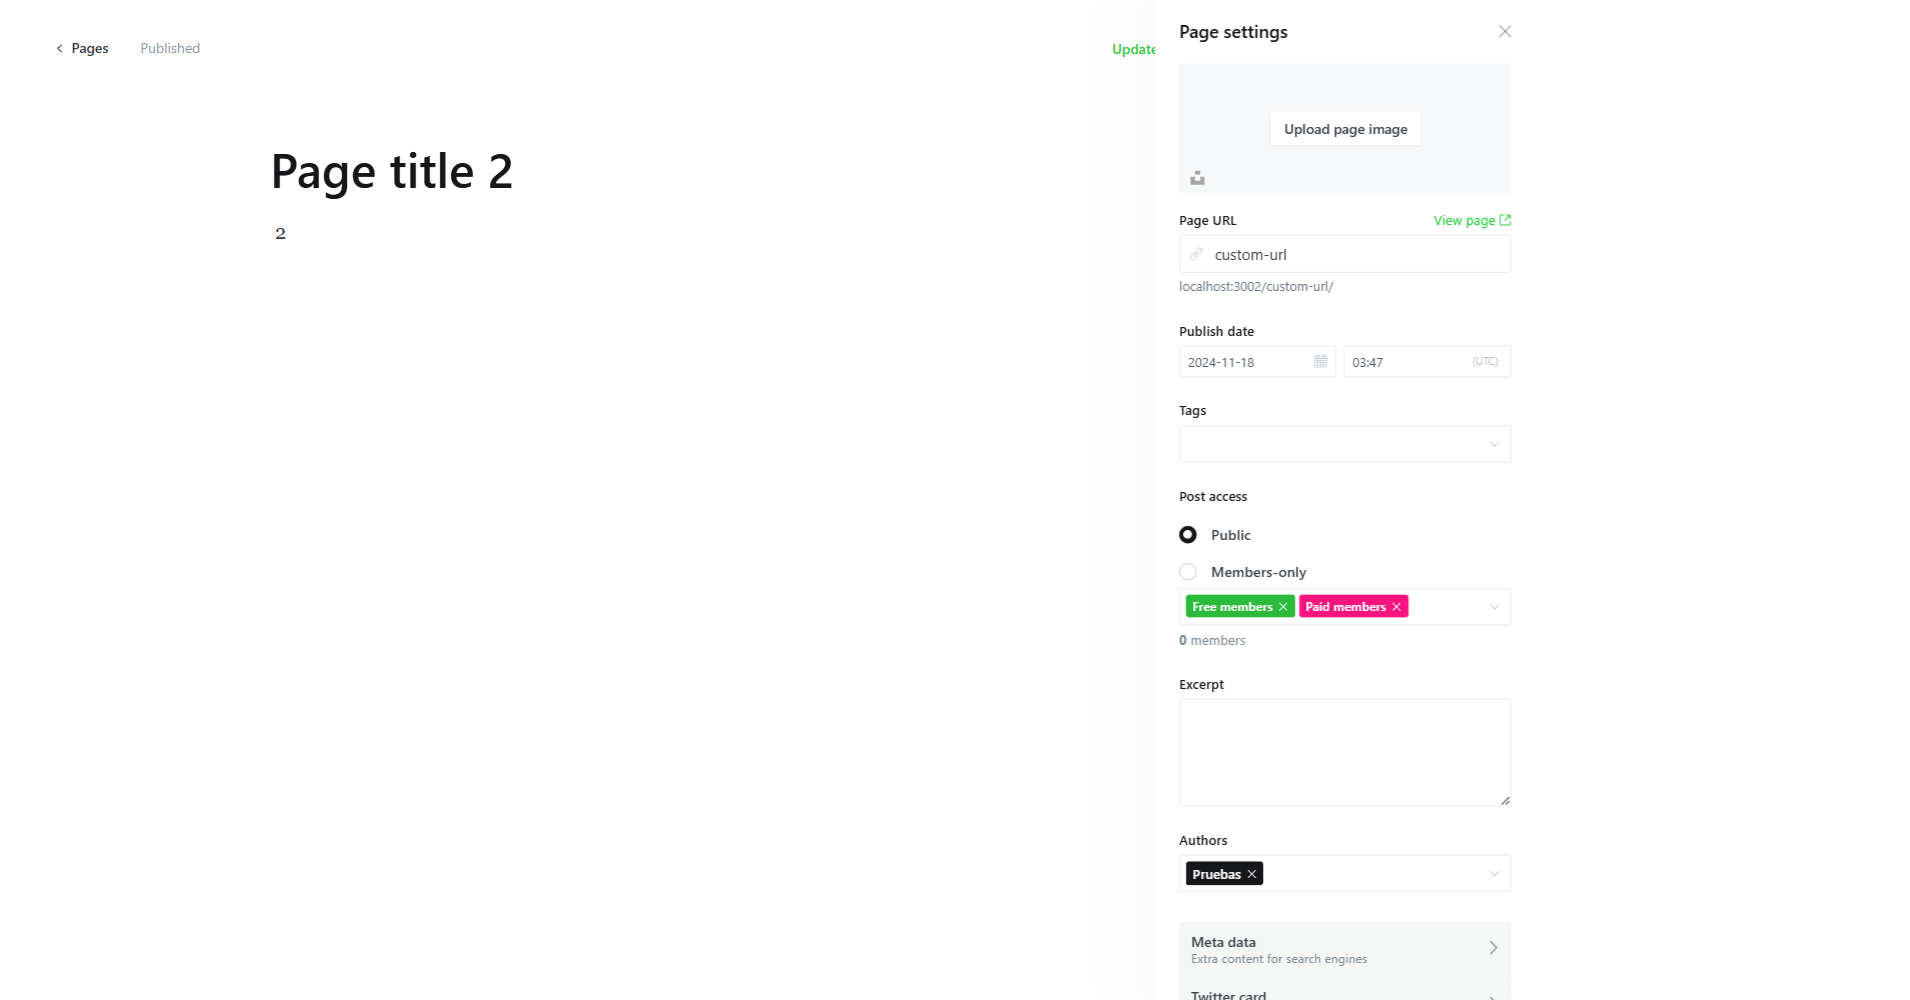 Pages
Published
Update
Page title 2
2
Page settings
Upload page image
Page URL
View page
custom-url
localhost:3002/custom-url/
Publish date
2024-11-18
03:47
(UTC)
Tags
Post access
Public
Members-only
Free members
Paid members
0 members
Excerpt
Authors
Pruebas
Meta data
Extra content for search engines
Twitter card